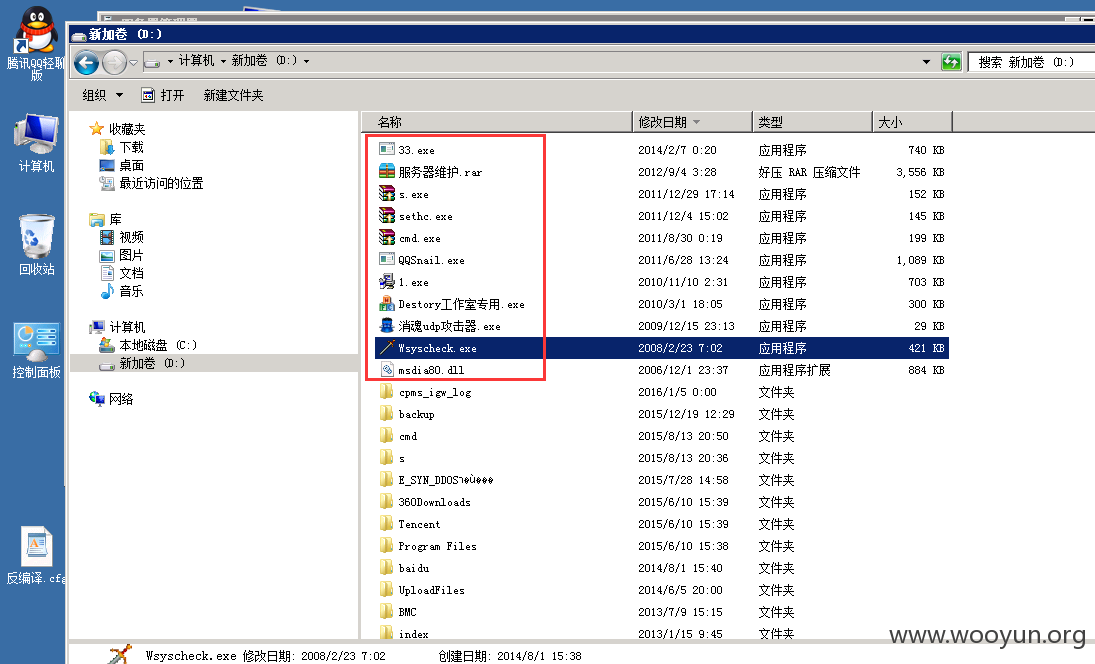 腾讯QQ轻聊版
计算机
回收站
控制面板
反编译.cfa
新加卷 (D:)
计算机 新加卷 (D:)
搜索 新加卷 (D:)
组织 打开 新建文件夹
收藏夹
下载
桌面
最近访问的位置
库
视频
图片
文档
音乐
计算机
本地磁盘 (C:)
新加卷 (D:)
网络
名称 修改日期 类型 大小
33.exe 2014/2/7 0:20 应用程序 740 KB
服务器维护.rar 2012/9/4 3:28 好压 RAR 压缩文件 3,556 KB
s.exe 2011/12/29 17:14 应用程序 152 KB
sethc.exe 2011/12/4 15:02 应用程序 145 KB
cmd.exe 2011/8/30 0:19 应用程序 199 KB
QQSnail.exe 2011/6/28 13:24 应用程序 1,089 KB
1.exe 2010/11/10 2:31 应用程序 703 KB
Destory工作室专用.exe 2010/3/1 18:05 应用程序 300 KB
消魂udp攻击器.exe 2009/12/15 23:13 应用程序 29 KB
Wsyscheck.exe 2008/2/23 7:02 应用程序 421 KB
msdia80.dll 2006/12/1 23:37 应用程序扩展 884 KB
cpms_igw_log 2016/1/5 0:00 文件夹
backup 2015/12/19 12:29 文件夹
cmd 2015/8/13 20:50 文件夹
s 2015/8/13 20:36 文件夹
E_SYN_DDOS 2015/7/28 14:58 文件夹
360Downloads 2015/6/10 15:39 文件夹
Tencent 2015/6/10 15:39 文件夹
Program Files 2015/6/10 15:38 文件夹
baidu 2014/8/1 15:40 文件夹
UploadFiles 2014/6/5 20:00 文件夹
BMC 2013/7/9 15:15 文件夹
index 2013/1/15 9:45 文件夹
Wsyscheck.exe 修改日期: 2008/2/23 7:02 创建日期: 2014/8/1 15:38
www.wooyun.org